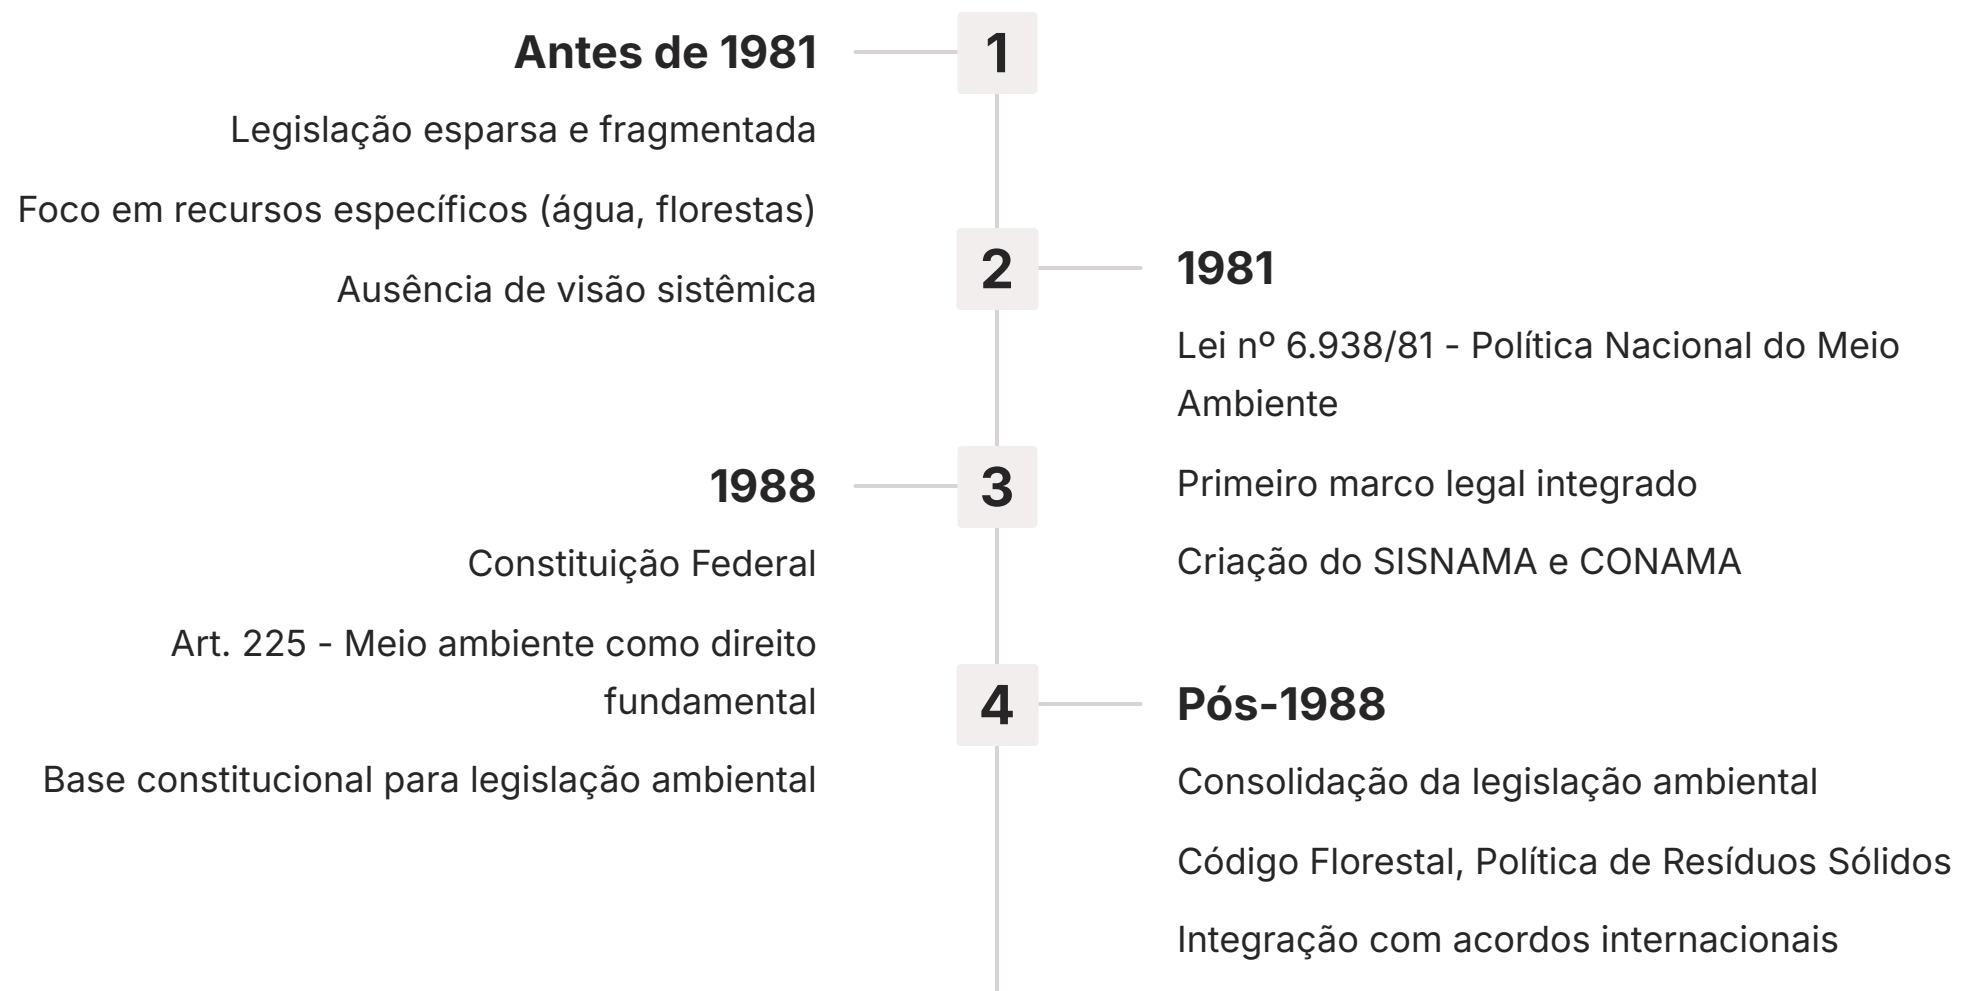 1
Antes de 1981
Legislação esparsa e fragmentada
Foco em recursos específicos (água, florestas)
Ausência de visão sistêmica
2
1981
Lei nº 6.938/81 - Política Nacional do Meio
Ambiente
Primeiro marco legal integrado
Criação do SISNAMA e CONAMA
3
1988
Constituição Federal
Art. 225 - Meio ambiente como direito
fundamental
Base constitucional para legislação ambiental
4
Pós-1988
Consolidação da legislação ambiental
Código Florestal, Política de Resíduos Sólidos
Integração com acordos internacionais